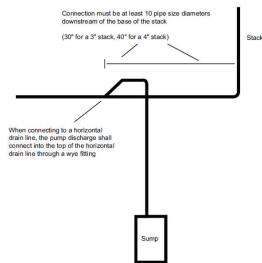 Connection must be at least 10 pipe size diameters
downstream of the base of the stack
(30" for a 3" stack, 40" for a 4" stack)
Stack
When connecting to a horizontal
drain line, the pump discharge shall
connect into the top of the horizontal
drain line through a wye fitting
Sump